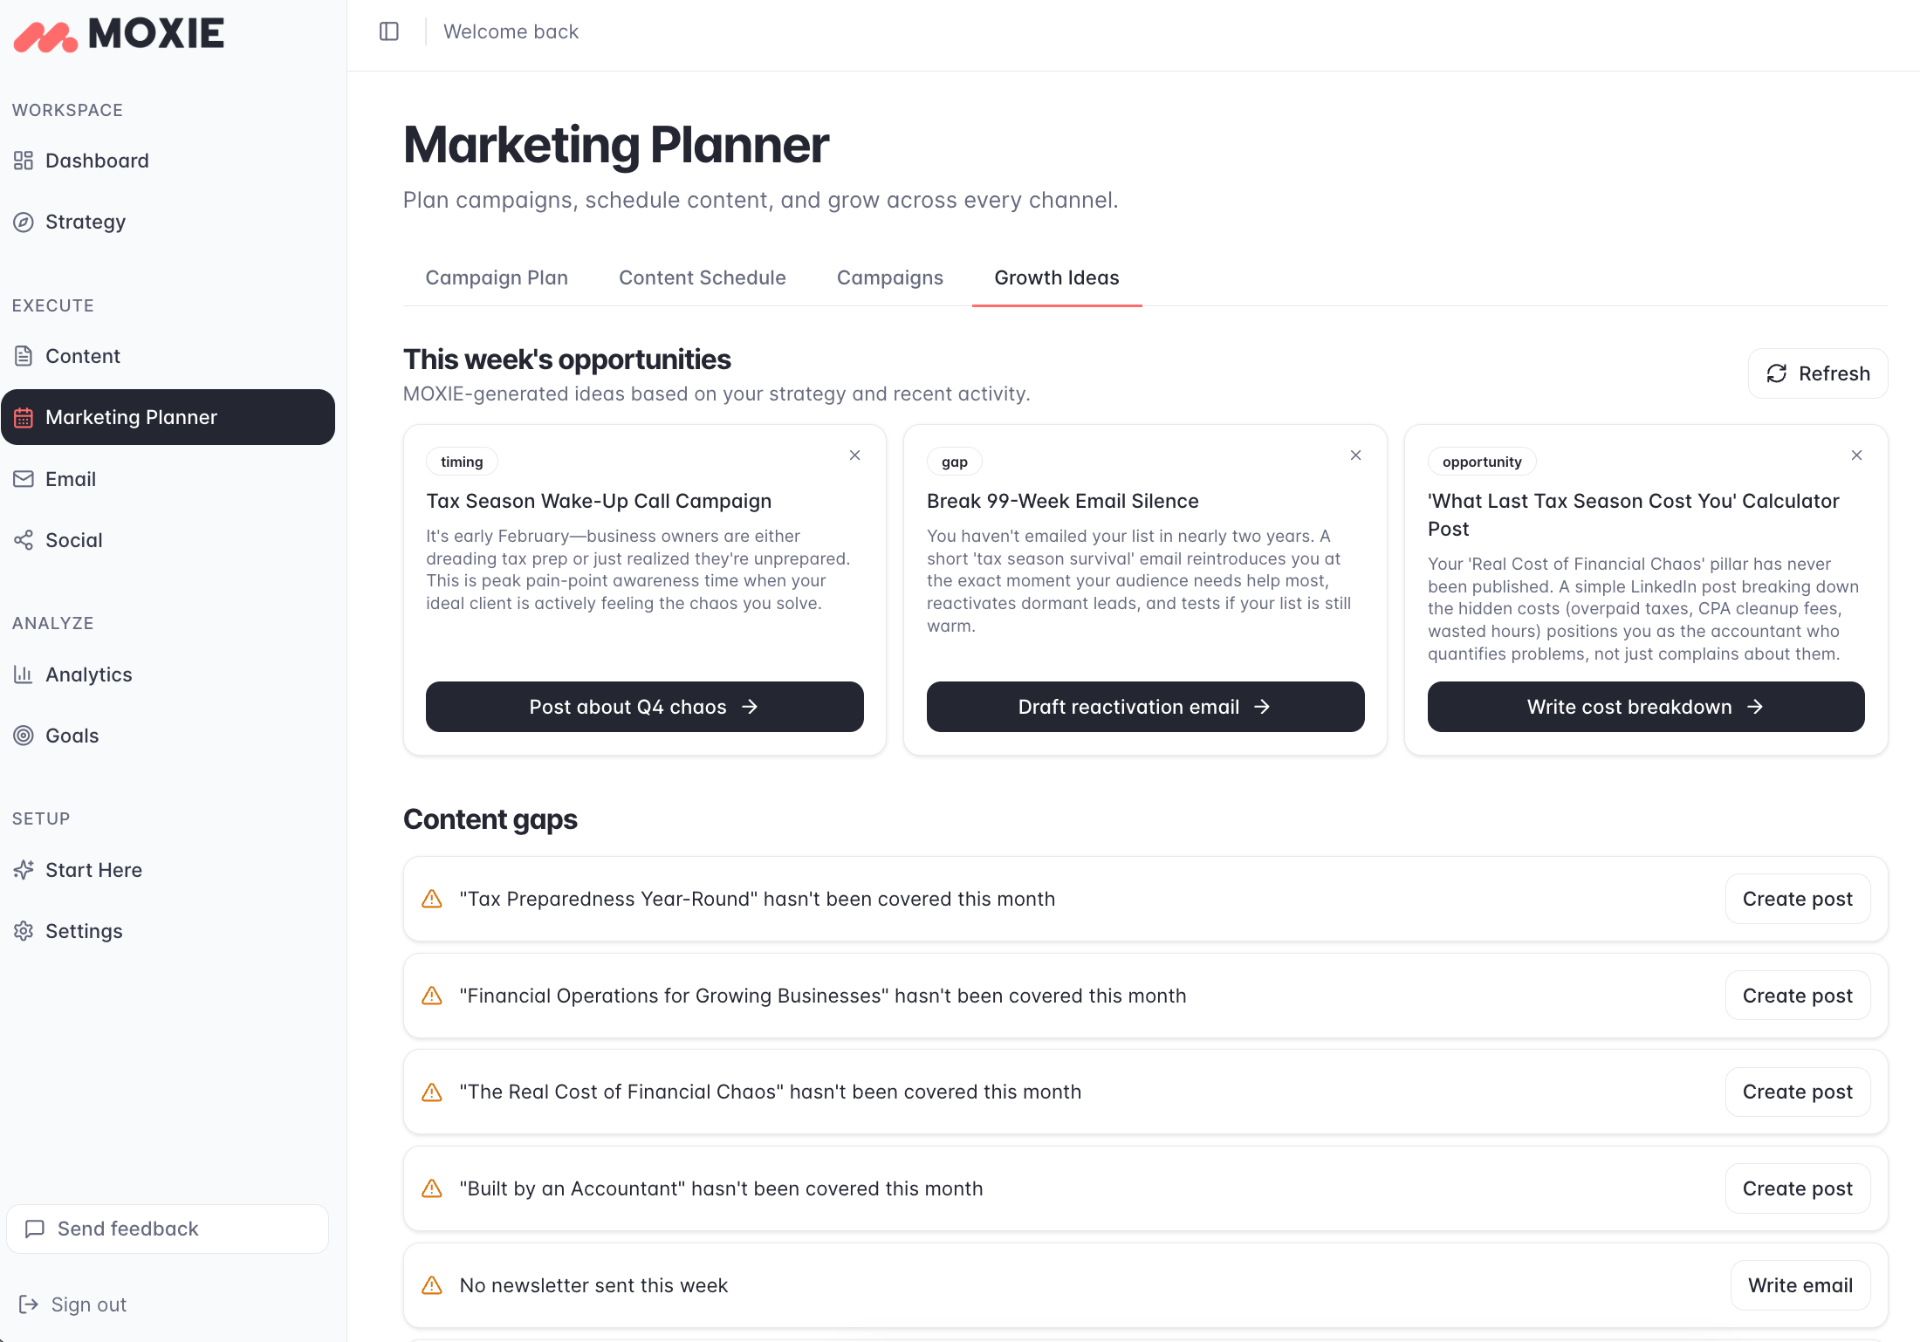 MOXIE
WORKSPACE
Dashboard
Strategy
EXECUTE
Content
Marketing Planner
Email
Social
ANALYZE
Analytics
Goals
SETUP
Start Here
Settings
Send feedback
Sign out
Welcome back
Marketing Planner
Plan campaigns, schedule content, and grow across every channel.
Campaign Plan
Content Schedule
Campaigns
Growth Ideas
This week's opportunities
MOXIE-generated ideas based on your strategy and recent activity.
Refresh
timing
Tax Season Wake-Up Call Campaign
It's early February—business owners are either
dreading tax prep or just realized they're unprepared.
This is peak pain-point awareness time when your
ideal client is actively feeling the chaos you solve.
Post about Q4 chaos →
gap
Break 99-Week Email Silence
You haven't emailed your list in nearly two years. A
short 'tax season survival' email reintroduces you at
the exact moment your audience needs help most,
reactivates dormant leads, and tests if your list is still
warm.
Draft reactivation email →
opportunity
'What Last Tax Season Cost You' Calculator
Post
Your 'Real Cost of Financial Chaos' pillar has never
been published. A simple LinkedIn post breaking down
the hidden costs (overpaid taxes, CPA cleanup fees,
wasted hours) positions you as the accountant who
quantifies problems, not just complains about them.
Write cost breakdown →
Content gaps
"Tax Preparedness Year-Round" hasn't been covered this month
Create post
"Financial Operations for Growing Businesses" hasn't been covered this month
Create post
"The Real Cost of Financial Chaos" hasn't been covered this month
Create post
"Built by an Accountant" hasn't been covered this month
Create post
No newsletter sent this week
Write email